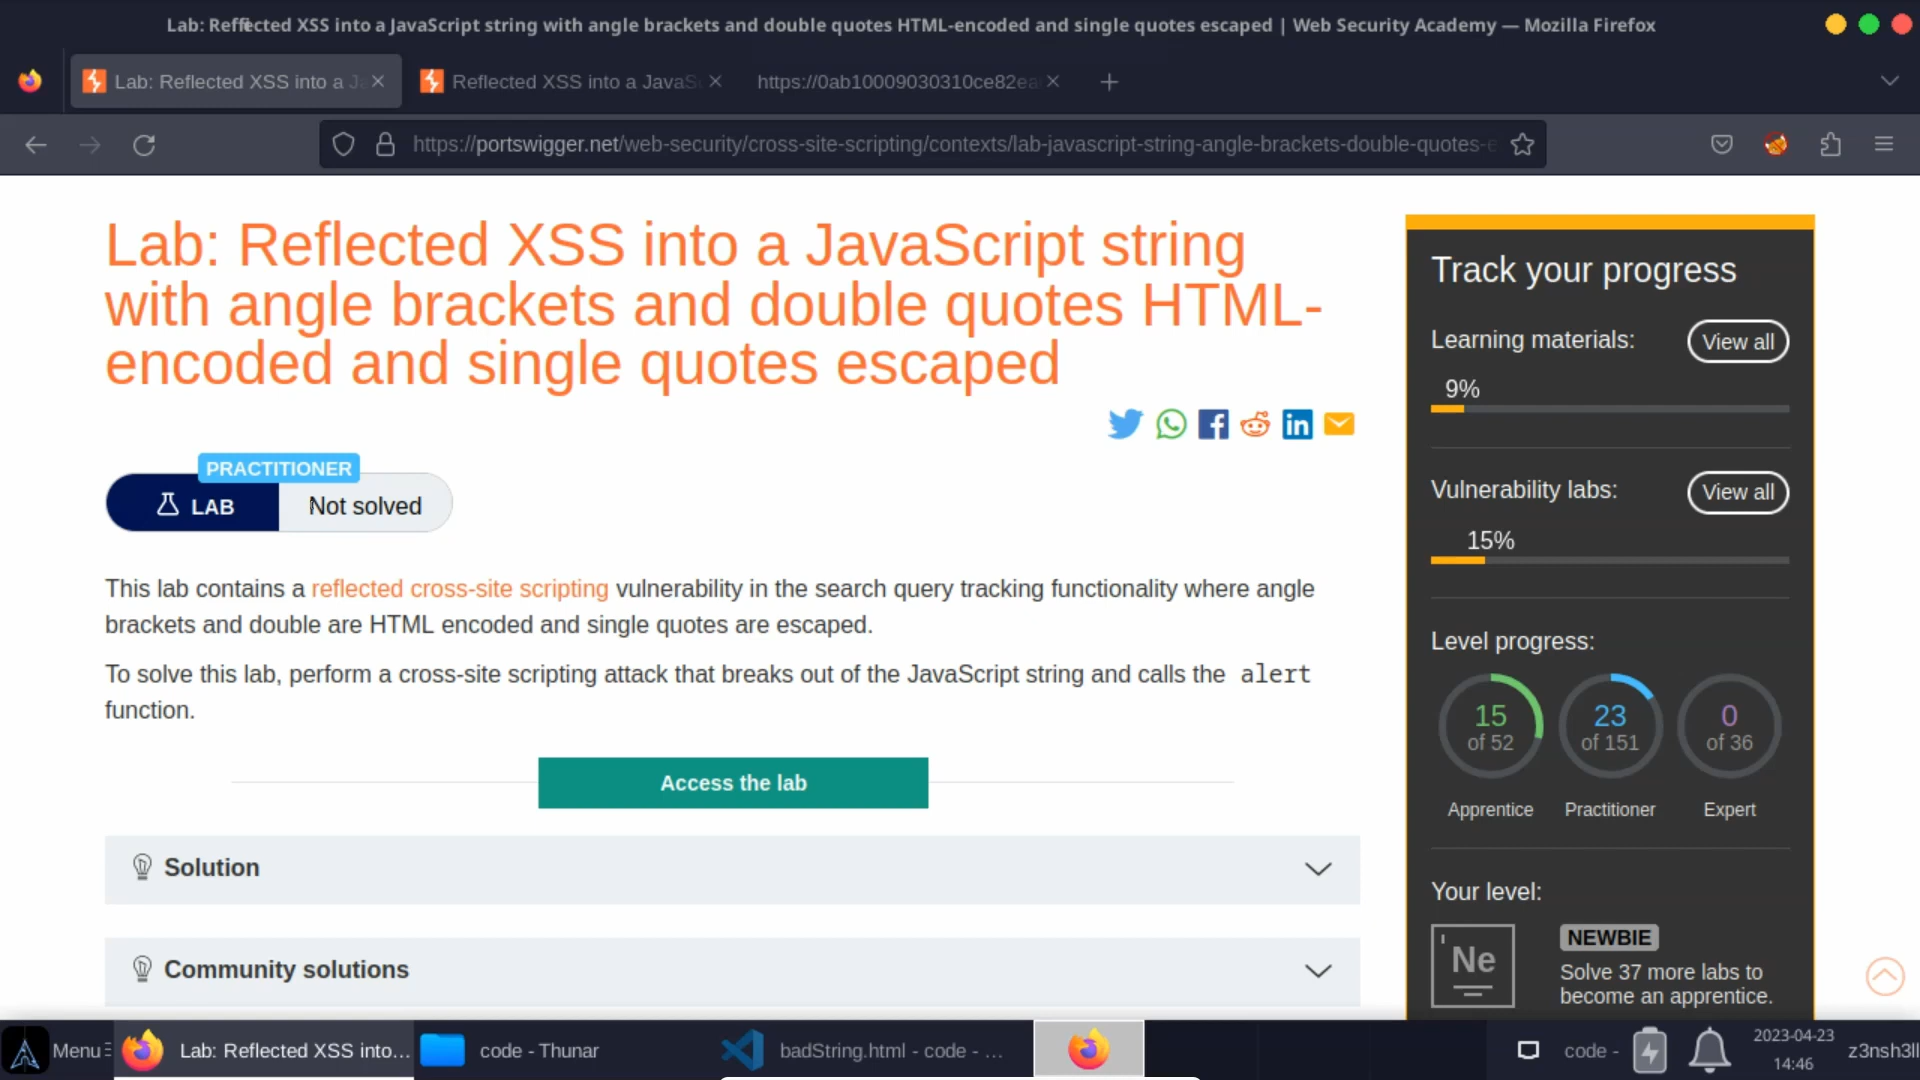 Lab: Reflected XSS into a JavaScript string with angle brackets and double quotes HTML-encoded and single quotes escaped | Web Security Academy — Mozilla Firefox
Lab: Reflected XSS into a Ja
Reflected XSS into a JavaSc
https://0ab10009030310ce82ea
https://portswigger.net/web-security/cross-site-scripting/contexts/lab-javascript-string-angle-brackets-double-quotes-e
Lab: Reflected XSS into a JavaScript string
with angle brackets and double quotes HTML-
encoded and single quotes escaped
PRACTITIONER
LAB
Not solved
This lab contains a reflected cross-site scripting vulnerability in the search query tracking functionality where angle
brackets and double are HTML encoded and single quotes are escaped.
To solve this lab, perform a cross-site scripting attack that breaks out of the JavaScript string and calls the alert
function.
Access the lab
Solution
Community solutions
Track your progress
Learning materials:
View all
9%
Vulnerability labs:
View all
15%
Level progress:
15
of 52
23
of 151
0
of 36
Apprentice
Practitioner
Expert
Your level:
Ne
NEWBIE
Solve 37 more labs to
become an apprentice.
Menu
Lab: Reflected XSS into...
code - Thunar
badString.html - code - ...
code -
2023-04-23
14:46
z3nsh3ll